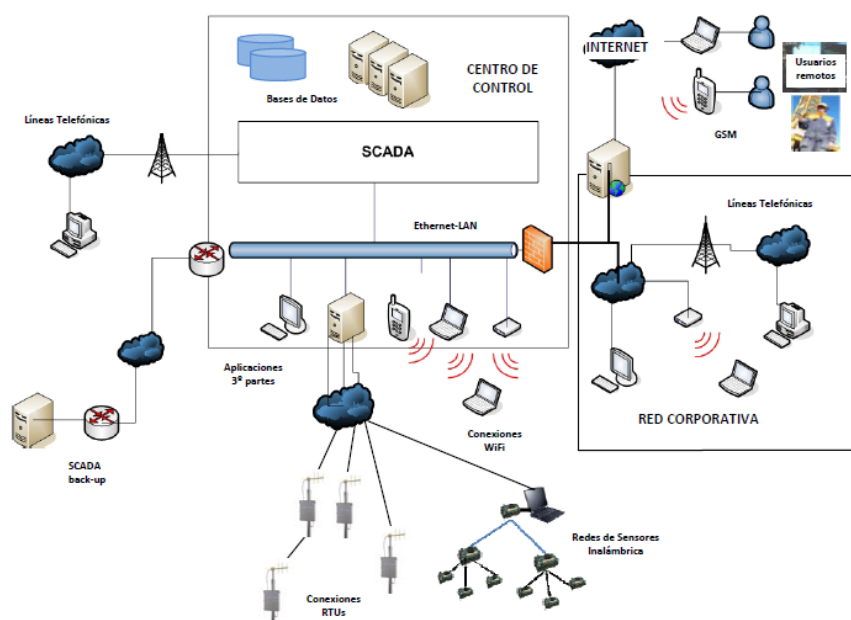 INTERNET
Usuarios
remotos
GSM
CENTRO DE
CONTROL
Bases de Datos
SCADA
Líneas Telefónicas
Ethernet-LAN
Líneas Telefónicas
Aplicaciones
3ª partes
Conexiones
WiFi
RED CORPORATIVA
SCADA
back-up
Redes de Sensores
Inalámbrica
Conexiones
RTUs